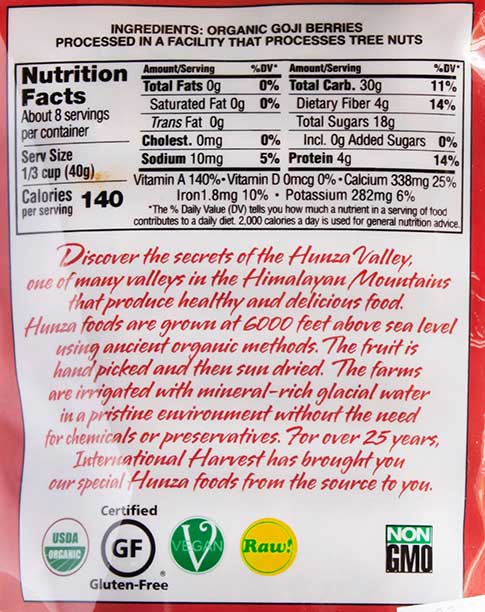 INGREDIENTS: ORGANIC GOJI BERRIES
PROCESSED IN A FACILITY THAT PROCESSES TREE NUTS
Nutrition
Facts
About 8 servings
per container
Serv Size
1/3 cup (40g)
Calories 140
per serving
Amount/Serving %DV*
Total Fats 0g 0%
Saturated Fat 0g 0%
Trans Fat 0g
Cholest. 0mg 0%
Sodium 10mg 5%
Amount/Serving %DV*
Total Carb. 30g 11%
Dietary Fiber 4g 14%
Total Sugars 18g
Incl. 0g Added Sugars 0%
Protein 4g 14%
Vitamin A 140% • Vitamin D 0mcg 0% • Calcium 338mg 25%
Iron1.8mg 10% • Potassium 282mg 6%
*The % Daily Value (DV) tells you how much a nutrient in a serving of food
contributes to a daily diet. 2,000 calories a day is used for general nutrition advice.
Discover the secrets of the Hunza Valley,
one of many valleys in the Himalayan Mountains
that produce healthy and delicious food.
Hunza foods are grown at 6000 feet above sea level
using ancient organic methods. The fruit is
hand picked and then sun dried. The farms
are irrigated with mineral-rich glacial water
in a pristine environment without the need
for chemicals or preservatives. For over 25 years,
International Harvest has brought you
our special Hunza foods from the source to you.
USDA
ORGANIC
Certified
GF
®
Gluten-Free
V
VEGAN
Raw!
NON
GMO